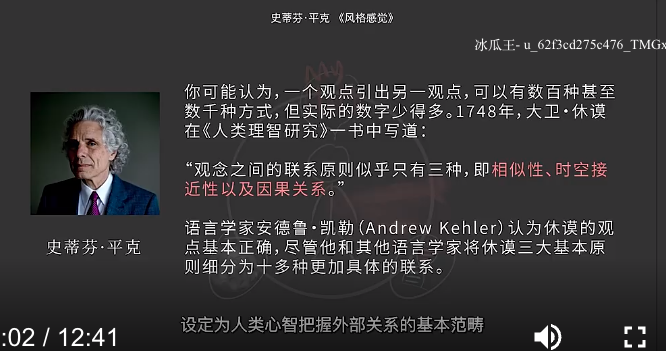 史蒂芬·平克 《风格感觉》
冰瓜王- u_62f3cd275c476_TMGx
你可能认为，一个观点引出另一观点，可以有数百种甚至
数千种方式，但实际的数字少得多。1748年，大卫·休谟
在《人类理智研究》一书中写道：
“观念之间的联系原则似乎只有三种，即相似性、时空接
近性以及因果关系。”
语言学家安德鲁·凯勒（Andrew Kehler）认为休谟的观
点基本正确，尽管他和其他语言学家将休谟三大基本原
则细分为十多种更加具体的联系。
史蒂芬·平克
设定为人类心智把握外部关系的基本范畴
:02 / 12:41